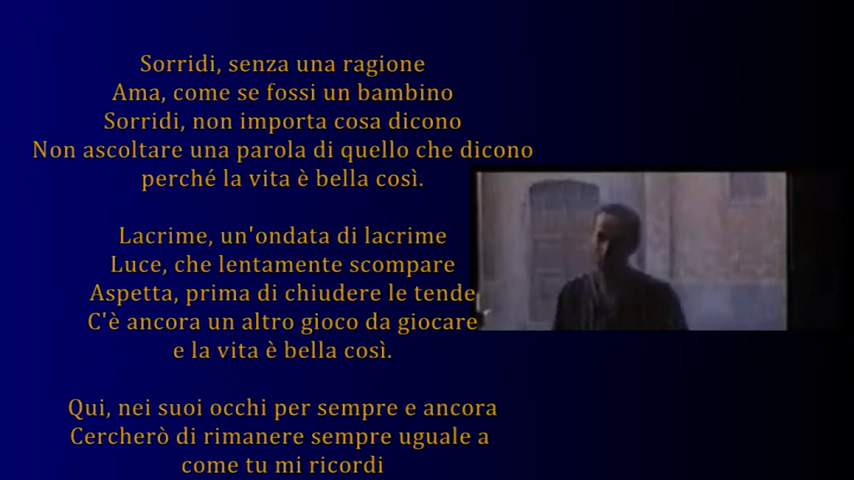 Sorridi, senza una ragione
Ama, come se fossi un bambino
Sorridi, non importa cosa dicono
Non ascoltare una parola di quello che dicono
perché la vita è bella così.
Lacrime, un'ondata di lacrime
Luce, che lentamente scompare
Aspetta, prima di chiudere le tende
C'è ancora un altro gioco da giocare
e la vita è bella così.
Qui, nei suoi occhi per sempre e ancora
Cercherò di rimanere sempre uguale a
come tu mi ricordi